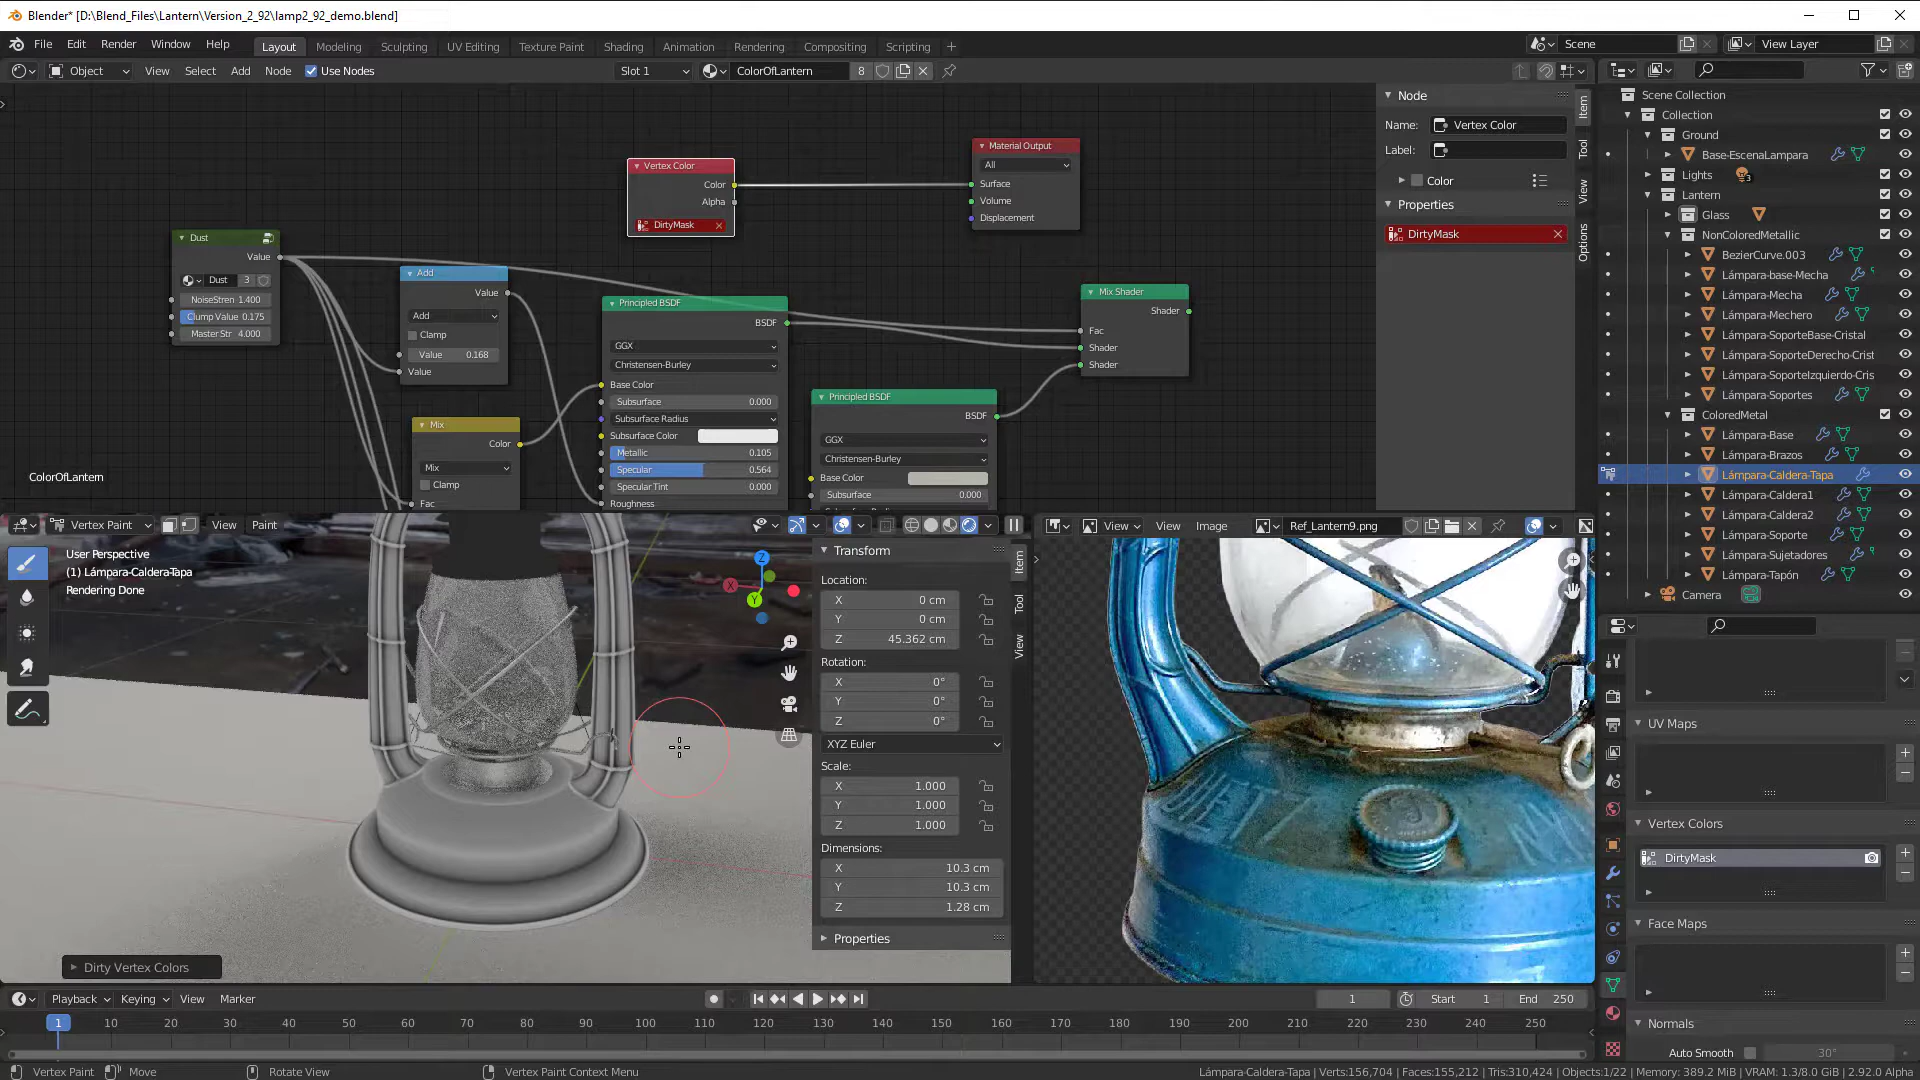 Blender* [D:\Blend_Files\Lantern\Version_2_92\lamp2_92_demo.blend]
File Edit Render Window Help Layout Modeling Sculpting UV Editing Texture Paint Shading Animation Rendering Compositing Scripting + Scene View Layer
Object View Select Add Node Use Nodes Slot 1 ColorOfLantern 8
Vertex Color
Color
Alpha
DirtyMask
Material Output
All
Surface
Volume
Displacement
Dust
Value
Dust 3
NoiseStren 1.400
Clump Value 0.175
Master Str 4.000
Add
Value
Add
Clamp
Value 0.168
Value
Mix
Color
Mix
Clamp
Fac
Principled BSDF
BSDF
GGX
Christensen-Burley
Base Color
Subsurface 0.000
Subsurface Radius
Subsurface Color
Metallic 0.105
Specular 0.564
Specular Tint 0.000
Roughness
Principled BSDF
BSDF
GGX
Christensen-Burley
Base Color
Subsurface 0.000
Mix Shader
Shader
Fac
Shader
Shader
ColorOfLantern
Node
Name: Vertex Color
Label:
Color
Properties
DirtyMask
Item
Tool
View
Options
Scene Collection
Collection
Ground
Base-EscenaLampara
Lights 3
Lantern
Glass
NonColoredMetallic
BezierCurve.003
Lámpara-base-Mecha
Lámpara-Mecha
Lámpara-Mechero
Lámpara-SoporteBase-Cristal
Lámpara-SoporteDerecho-Crist
Lámpara-SoporteIzquierdo-Cris
Lámpara-Soportes
ColoredMetal
Lámpara-Base
Lámpara-Brazos
Lámpara-Caldera-Tapa
Lámpara-Caldera1
Lámpara-Caldera2
Lámpara-Soporte
Lámpara-Sujetadores
Lámpara-Tapón
Camera
Vertex Paint View Paint
User Perspective
(1) Lámpara-Caldera-Tapa
Rendering Done
Z
X
Y
Dirty Vertex Colors
Transform
Location:
X 0 cm
Y 0 cm
Z 45.362 cm
Rotation:
X 0°
Y 0°
Z 0°
XYZ Euler
Scale:
X 1.000
Y 1.000
Z 1.000
Dimensions:
X 10.3 cm
Y 10.3 cm
Z 1.28 cm
Properties
Item
Tool
View
View View Image Ref_Lantern9.png
UV Maps
Vertex Colors
DirtyMask
Face Maps
Normals
Auto Smooth 30°
Playback Keying View Marker 1 Start 1 End 250
1 10 20 30 40 50 60 70 80 90 100 110 120 130 140 150 160 170 180 190 200 210 220 230 240 250
Vertex Paint Move Rotate View Vertex Paint Context Menu Lámpara-Caldera-Tapa | Verts:156,704 | Faces:155,212 | Tris:310,424 | Objects:1/22 | Memory: 389.2 MiB | VRAM: 1.3/8.0 GiB | 2.92.0 Alpha